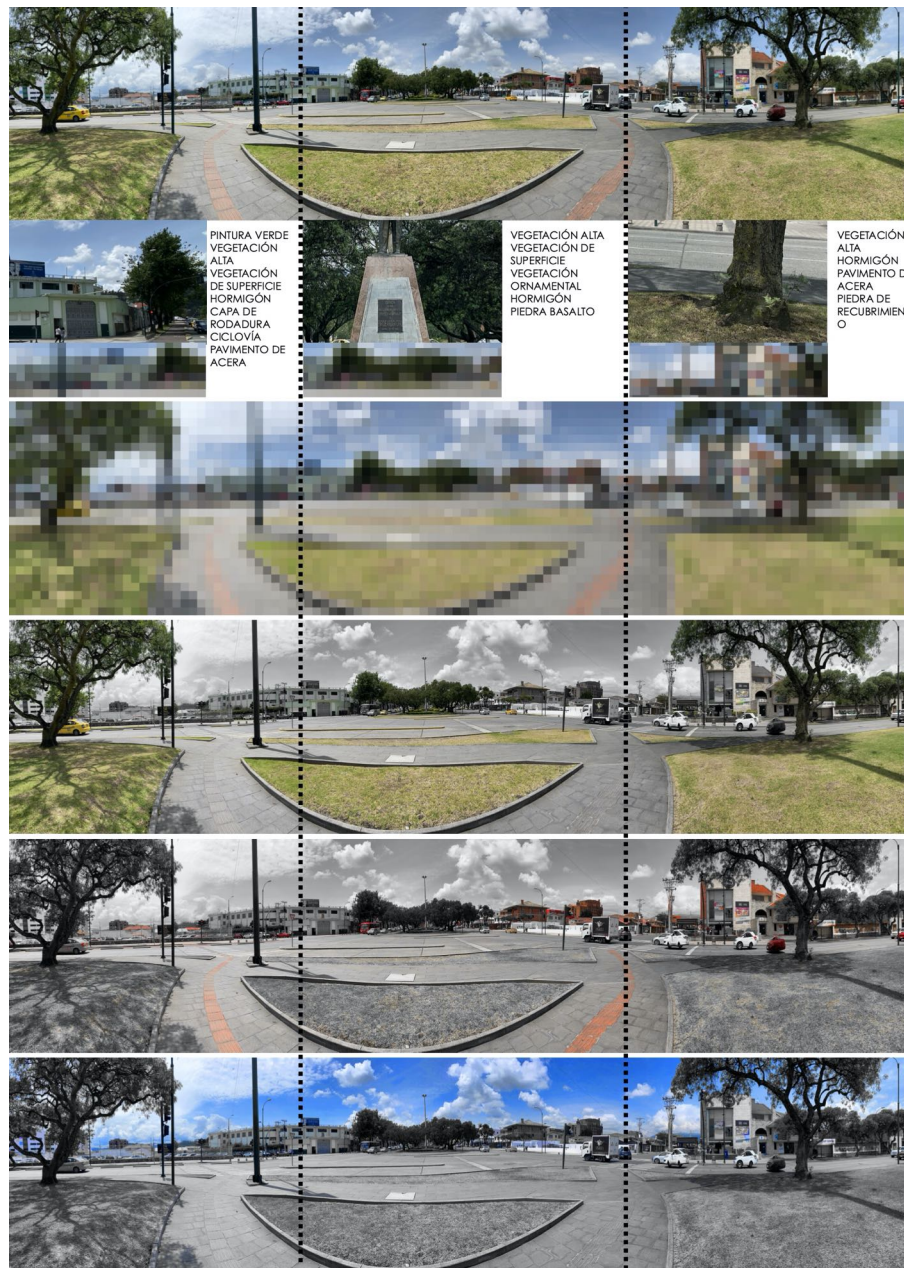 PINTURA VERDE
VEGETACIÓN
ALTA
VEGETACIÓN
DE SUPERFICIE
HORMIGÓN
CAPA DE
RODADURA
CICLOVÍA
PAVIMENTO DE
ACERA
VEGETACIÓN ALTA
VEGETACIÓN DE
SUPERFICIE
VEGETACIÓN
ORNAMENTAL
HORMIGÓN
PIEDRA BASALTO
VEGETACIÓN
ALTA
HORMIGÓN
PAVIMENTO D
ACERA
PIEDRA DE
RECUBRIMIEN
O